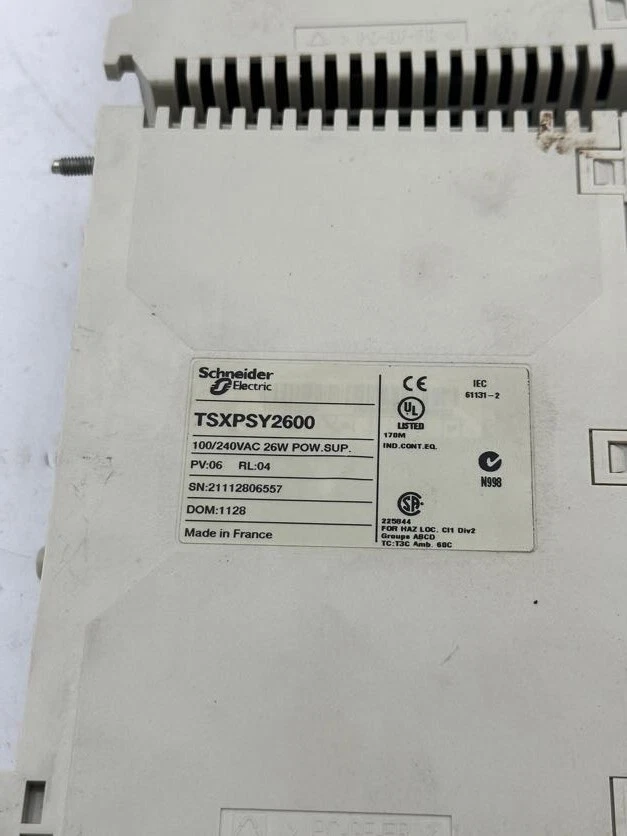 Schneider
Electric
TSXPSY2600
100/240VAC 26W POW.SUP.
PV:06 RL:04
SN:21112806557
DOM:1128
Made in France
CE
IEC
61131-2
UL
LISTED
170M
IND.CONT.EQ.
N998
SA
225844
FOR HAZ LOC. Cl1 Div2
Groups ABCD
TC:T3C Amb. 60C